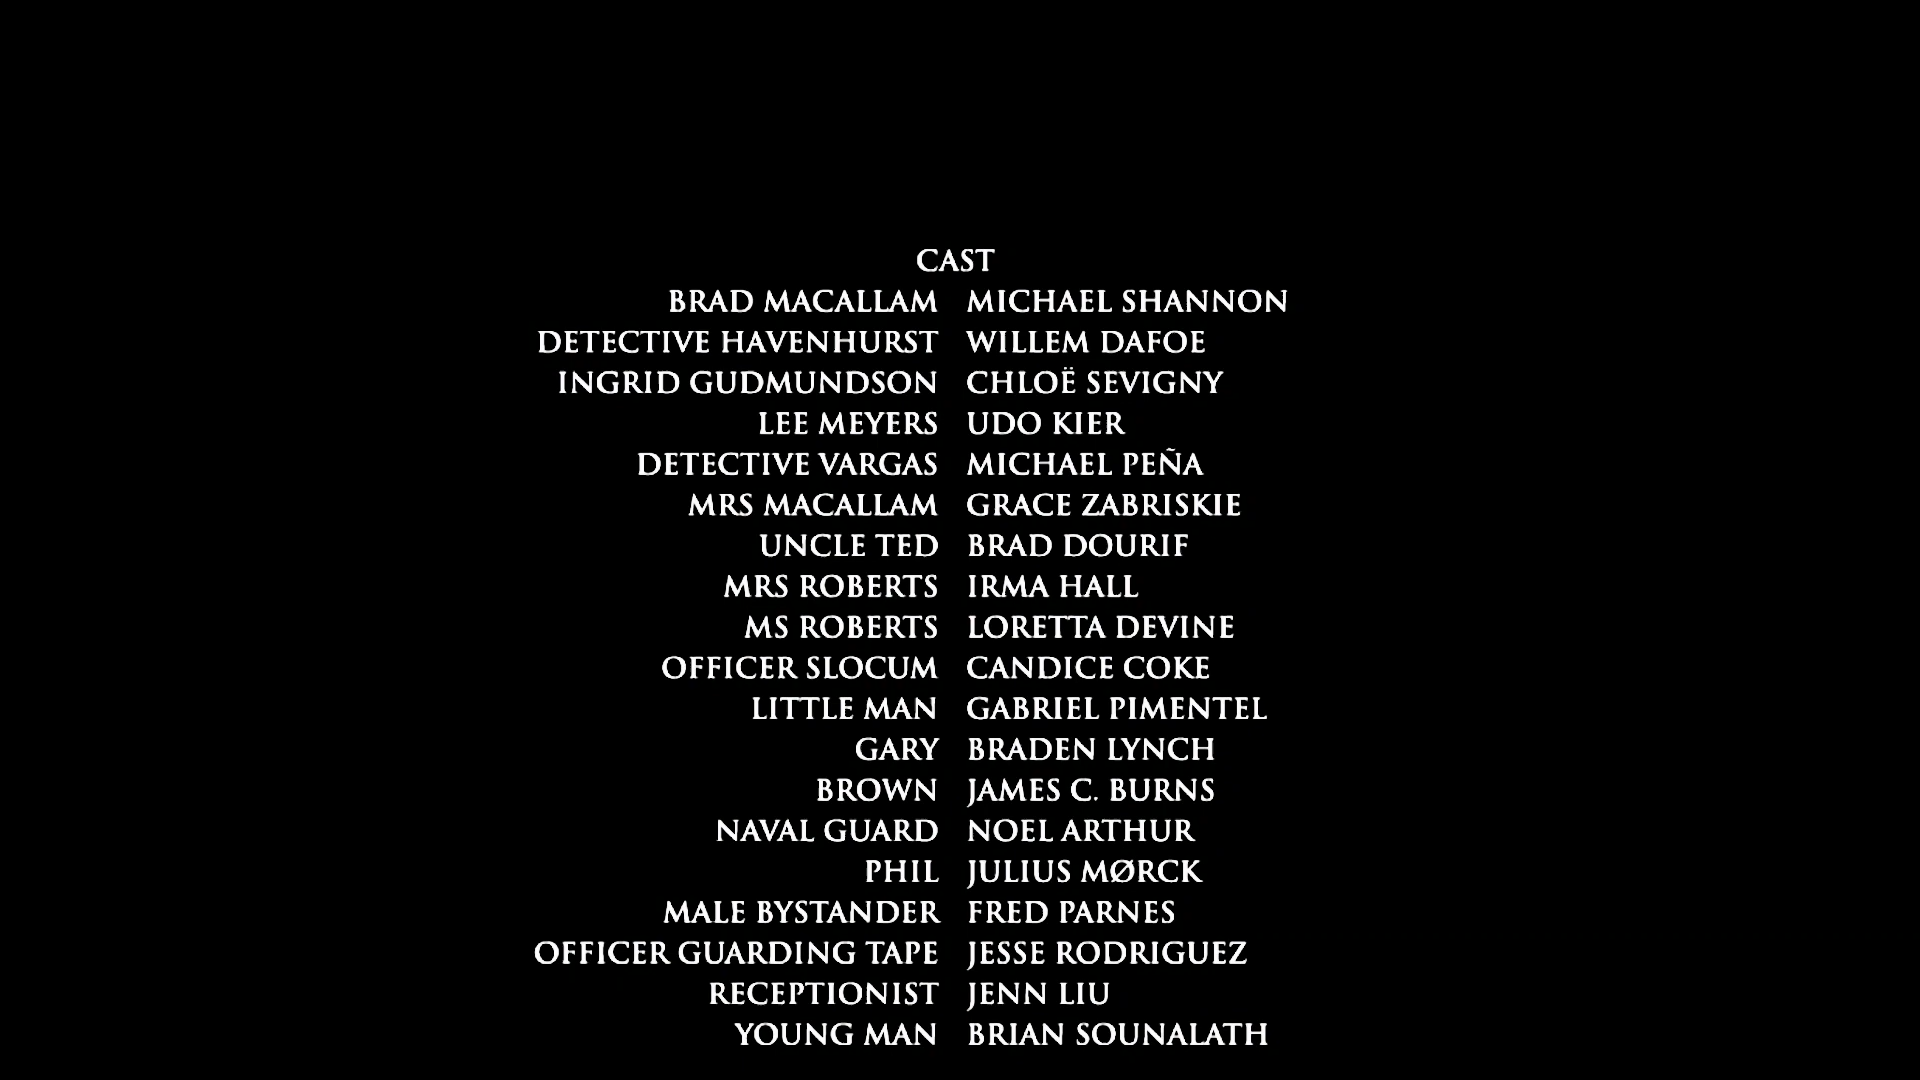 CAST
BRAD MACALLAM MICHAEL SHANNON
DETECTIVE HAVENHURST WILLEM DAFOE
INGRID GUDMUNDSON CHLOË SEVIGNY
LEE MEYERS UDO KIER
DETECTIVE VARGAS MICHAEL PEÑA
MRS MACALLAM GRACE ZABRISKIE
UNCLE TED BRAD DOURIF
MRS ROBERTS IRMA HALL
MS ROBERTS LORETTA DEVINE
OFFICER SLOCUM CANDICE COKE
LITTLE MAN GABRIEL PIMENTEL
GARY BRADEN LYNCH
BROWN JAMES C. BURNS
NAVAL GUARD NOEL ARTHUR
PHIL JULIUS MØRCK
MALE BYSTANDER FRED PARNES
OFFICER GUARDING TAPE JESSE RODRIGUEZ
RECEPTIONIST JENN LIU
YOUNG MAN BRIAN SOUNALATH